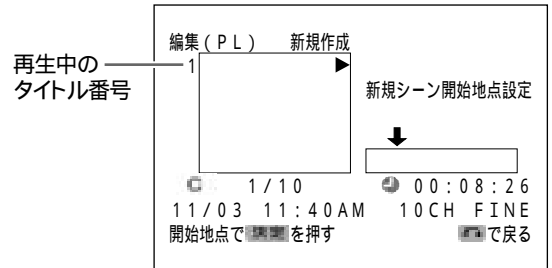 編集(PL) 新規作成
再生中の
タイトル番号
1
新規シーン開始地点設定
1/10 00:08:26
11/03 11:40AM 10CH FINE
開始地点で を押す で戻る